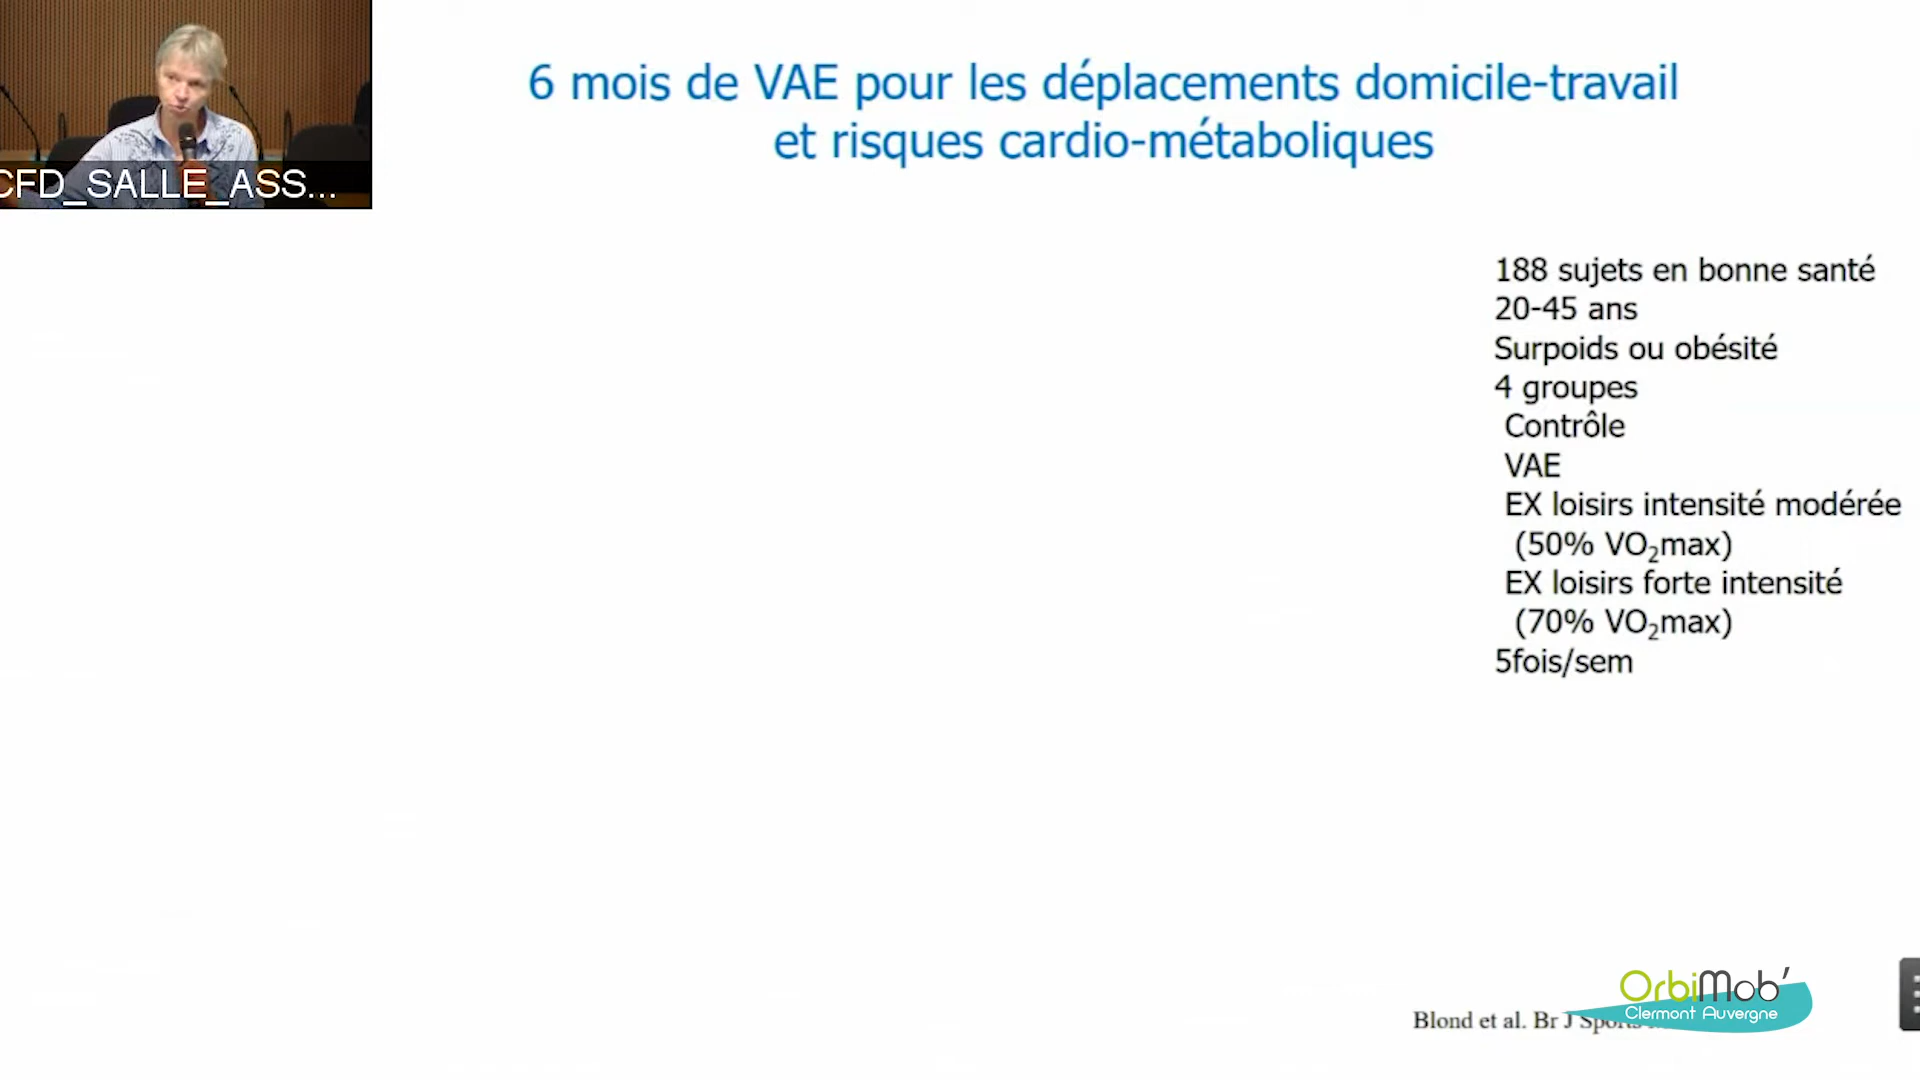 CFD_SALLE_ASS...
6 mois de VAE pour les déplacements domicile-travail
et risques cardio-métaboliques
188 sujets en bonne santé
20-45 ans
Surpoids ou obésité
4 groupes
Contrôle
VAE
EX loisirs intensité modérée
(50% VO₂max)
EX loisirs forte intensité
(70% VO₂max)
5fois/sem
Blond et al. Br J
OrbiMob'
Clermont Auvergne